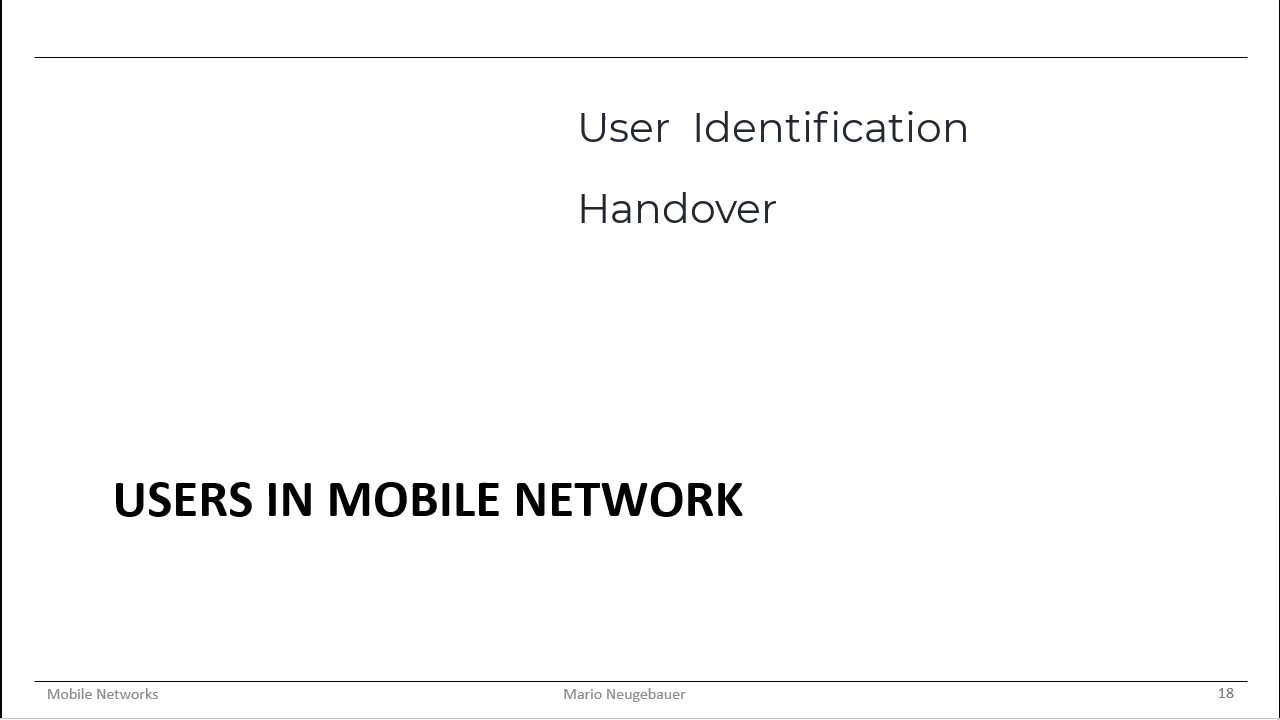 User Identification
Handover
USERS IN MOBILE NETWORK
Mobile Networks
Mario Neugebauer
18